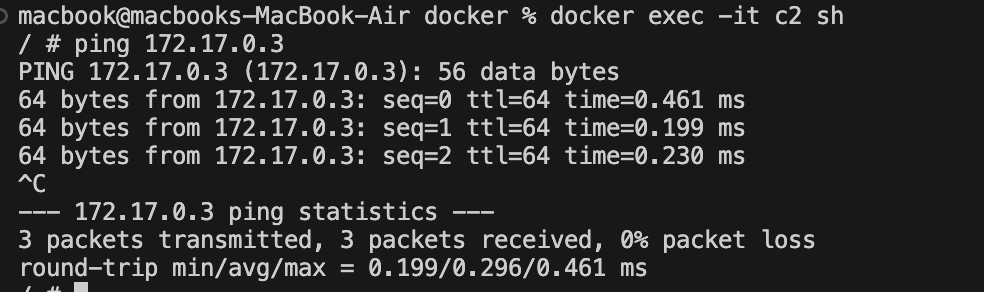 macbook@macbooks-MacBook-Air docker % docker exec -it c2 sh
/ # ping 172.17.0.3
PING 172.17.0.3 (172.17.0.3): 56 data bytes
64 bytes from 172.17.0.3: seq=0 ttl=64 time=0.461 ms
64 bytes from 172.17.0.3: seq=1 ttl=64 time=0.199 ms
64 bytes from 172.17.0.3: seq=2 ttl=64 time=0.230 ms
^C
--- 172.17.0.3 ping statistics ---
3 packets transmitted, 3 packets received, 0% packet loss
round-trip min/avg/max = 0.199/0.296/0.461 ms
/ #